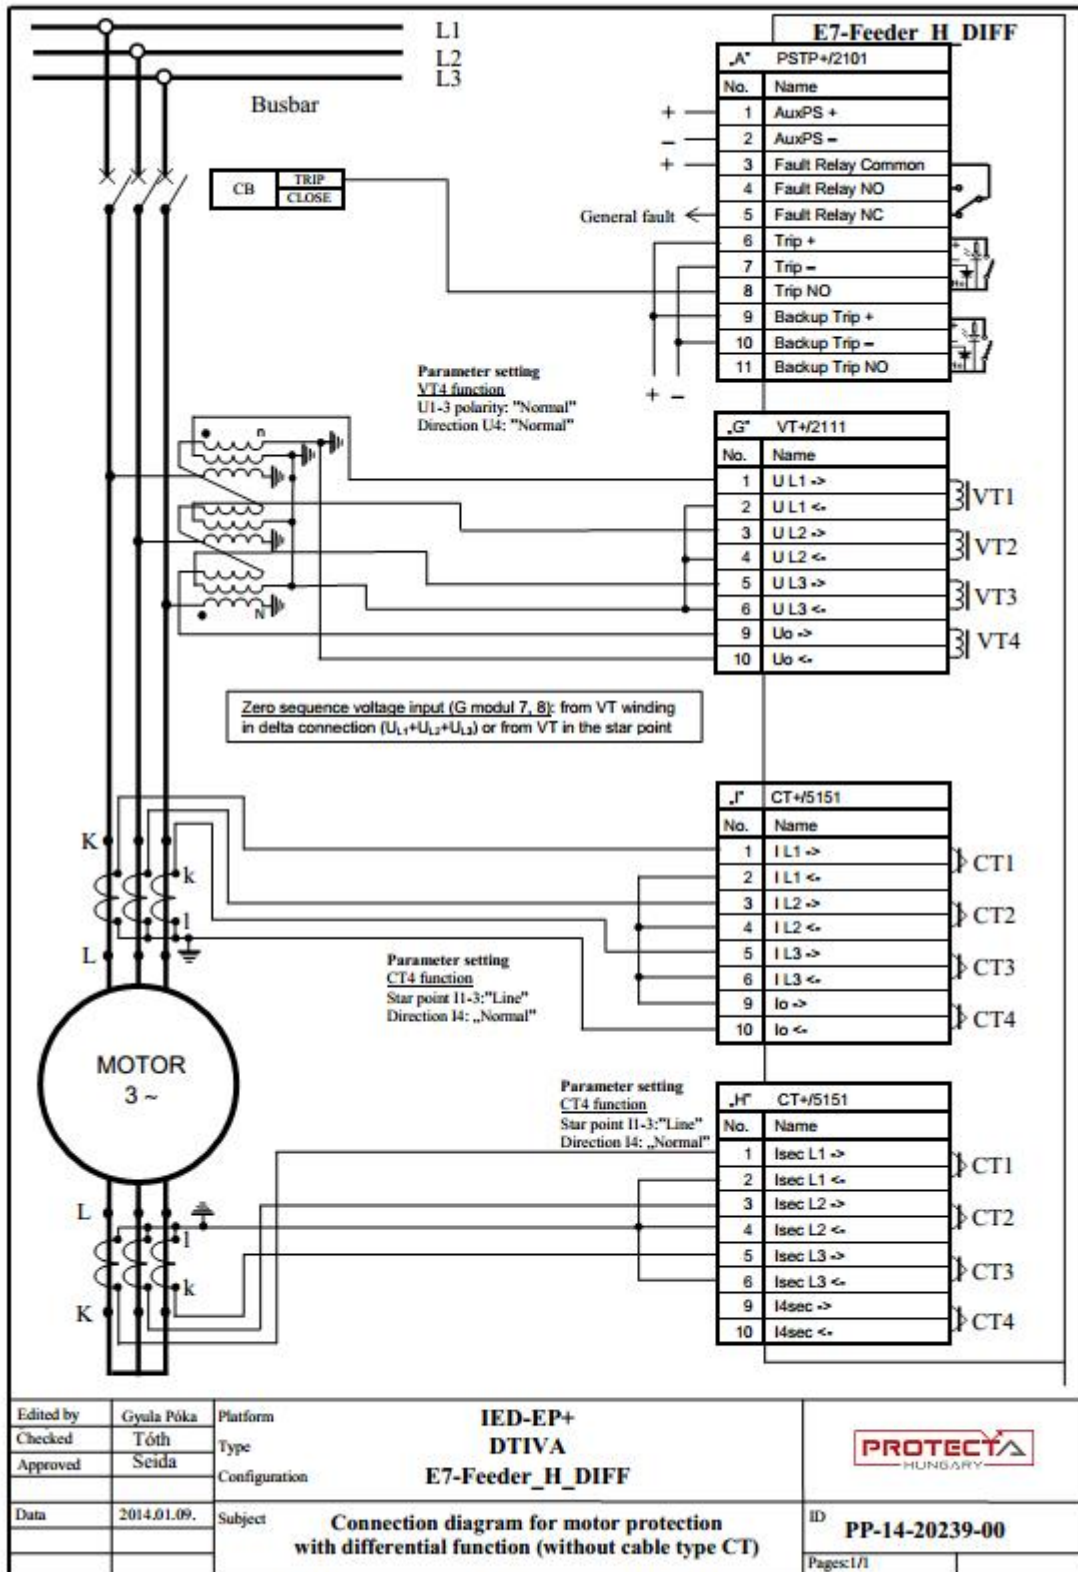 L1
L2
L3
Busbar
E7-Feeder_H_DIFF
CB
TRIP
CLOSE
+
−
+
General fault
+ −
„A" PSTP+/2101
No. Name
1 AuxPS +
2 AuxPS −
3 Fault Relay Common
4 Fault Relay NO
5 Fault Relay NC
6 Trip +
7 Trip −
8 Trip NO
9 Backup Trip +
10 Backup Trip −
11 Backup Trip NO
Parameter setting
VT4 function
U1-3 polarity: "Normal"
Direction U4: "Normal"
n
N
„G" VT+/2111
No. Name
1 U L1 ->
2 U L1 <-
3 U L2 ->
4 U L2 <-
5 U L3 ->
6 U L3 <-
9 Uo ->
10 Uo <-
VT1
VT2
VT3
VT4
Zero sequence voltage input (G modul 7, 8): from VT winding
in delta connection (UL1+UL2+UL3) or from VT in the star point
K
k
l
L
„I" CT+/5151
No. Name
1 I L1 ->
2 I L1 <-
3 I L2 ->
4 I L2 <-
5 I L3 ->
6 I L3 <-
9 Io ->
10 Io <-
CT1
CT2
CT3
CT4
Parameter setting
CT4 function
Star point I1-3:"Line"
Direction I4: „Normal"
MOTOR
3 ~
Parameter setting
CT4 function
Star point I1-3:"Line"
Direction I4: „Normal"
„H" CT+/5151
No. Name
1 Isec L1 ->
2 Isec L1 <-
3 Isec L2 ->
4 Isec L2 <-
5 Isec L3 ->
6 Isec L3 <-
9 I4sec ->
10 I4sec <-
CT1
CT2
CT3
CT4
L
l
k
K
Edited by Gyula Póka
Checked Tóth
Approved Seida
Data 2014.01.09.
Platform IED-EP+
Type DTIVA
Configuration E7-Feeder_H_DIFF
Subject Connection diagram for motor protection
with differential function (without cable type CT)
PROTECTA
HUNGARY
ID PP-14-20239-00
Pages:1/1